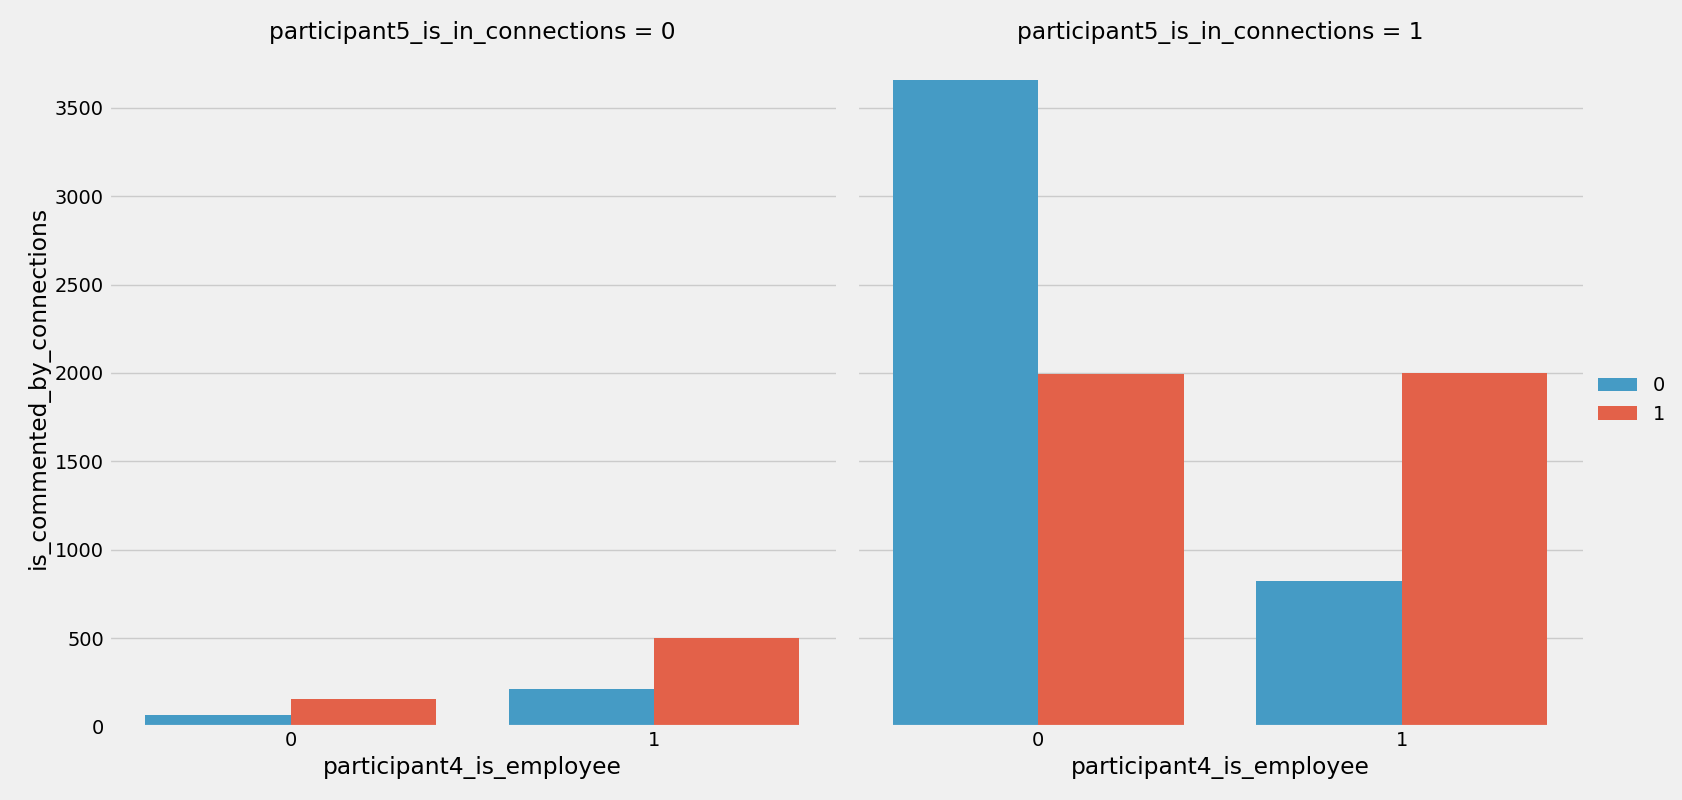 participant5_is_in_connections = 0
participant5_is_in_connections = 1
is_commented_by_connections
3500
3000
2500
2000
1500
1000
500
0
0
1
0
1
participant4_is_employee
participant4_is_employee
0
1